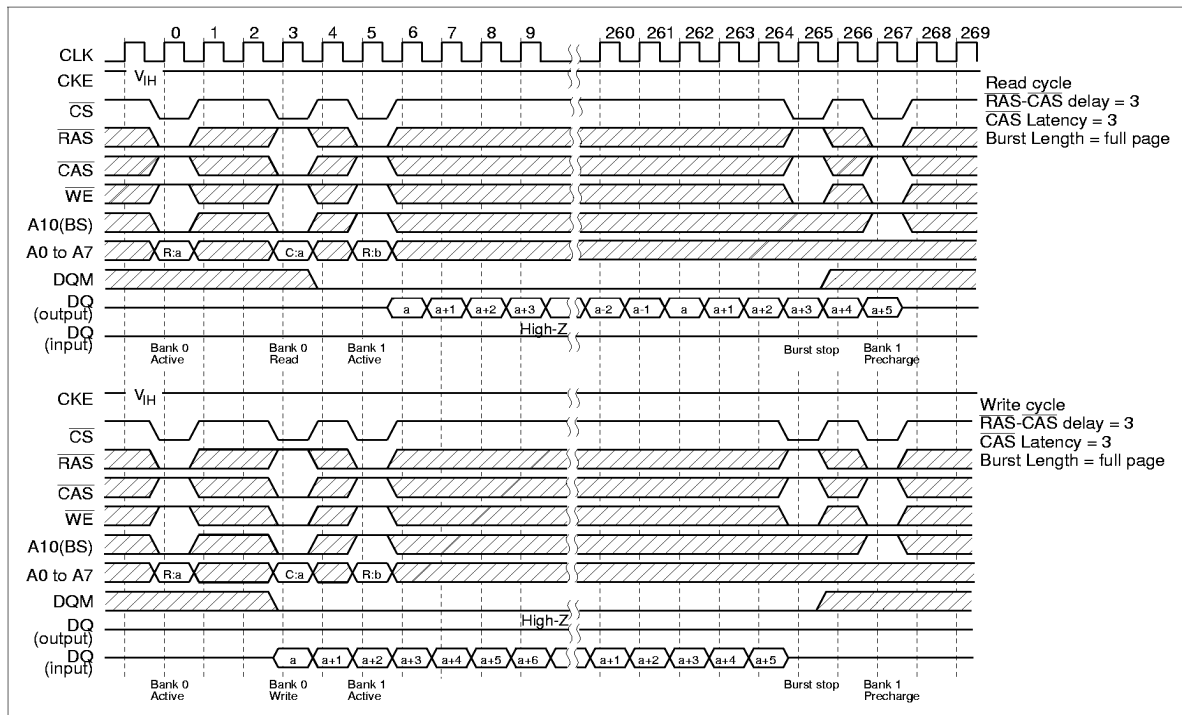 0 1 2 3 4 5 6 7 8 9 260 261 262 263 264 265 266 267 268 269
CLK
CKE VIH
CS
RAS
CAS
WE
A10(BS)
A0 to A7 R:a C:a R:b
DQM
DQ
(output) a a+1 a+2 a+3 a-2 a-1 a a+1 a+2 a+3 a+4 a+5
High-Z
DQ
(input)
Bank 0
Active
Bank 0
Read
Bank 1
Active
Burst stop
Bank 1
Precharge
Read cycle
RAS-CAS delay = 3
CAS Latency = 3
Burst Length = full page
CKE VIH
CS
RAS
CAS
WE
A10(BS)
A0 to A7 R:a C:a R:b
DQM
High-Z
DQ
(output)
DQ
(input) a a+1 a+2 a+3 a+4 a+5 a+6 a+1 a+2 a+3 a+4 a+5
Bank 0
Active
Bank 0
Write
Bank 1
Active
Burst stop
Bank 1
Precharge
Write cycle
RAS-CAS delay = 3
CAS Latency = 3
Burst Length = full page